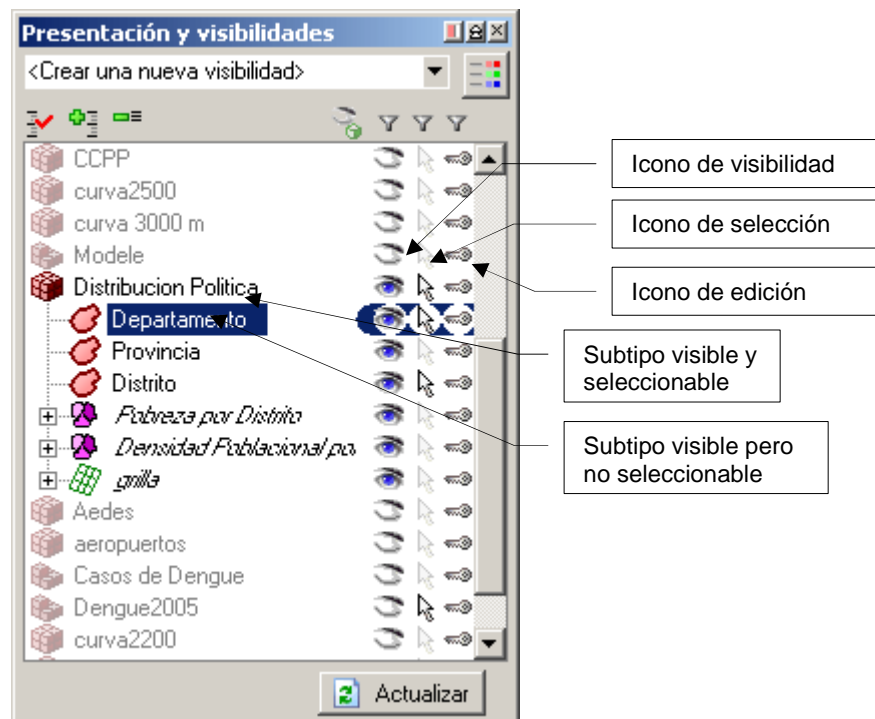 Presentación y visibilidades
<Crear una nueva visibilidad>
CCPP
curva2500
curva 3000 m
Modele
Distribucion Politica
Departamento
Provincia
Distrito
Pobreza por Distrito
Densidad Poblacional po
grilla
Aedes
aeropuertos
Casos de Dengue
Dengue2005
curva2200
Actualizar
Icono de visibilidad
Icono de selección
Icono de edición
Subtipo visible y
seleccionable
Subtipo visible pero
no seleccionable